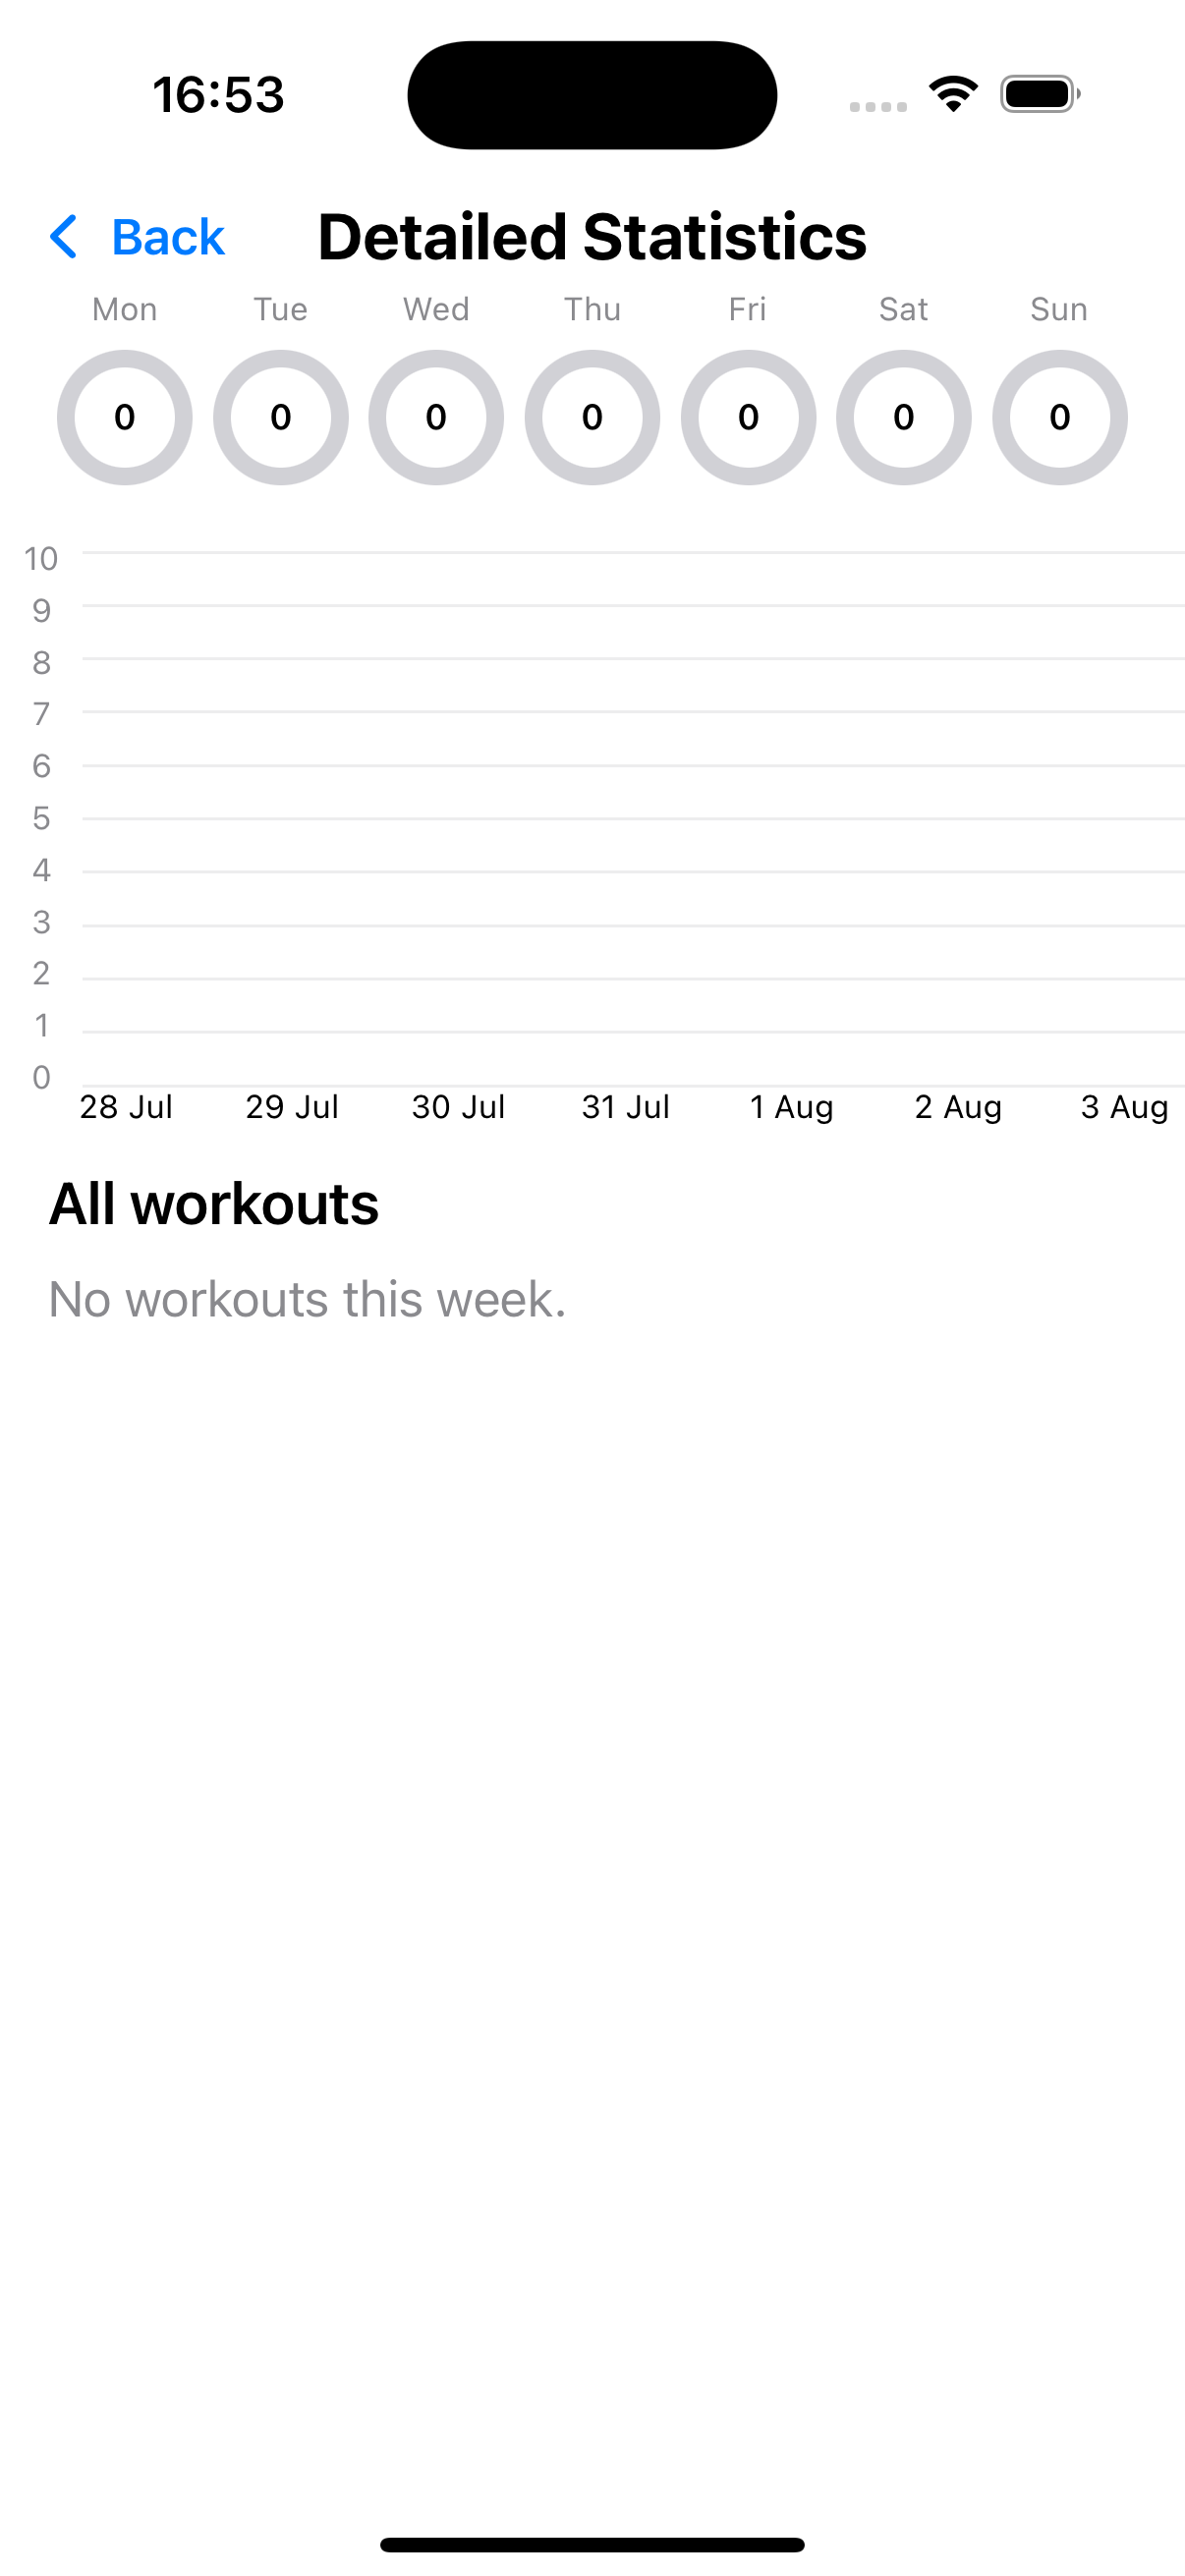 16:53
Back
Detailed Statistics
Mon Tue Wed Thu Fri Sat Sun
0 0 0 0 0 0 0
10
9
8
7
6
5
4
3
2
1
0
28 Jul 29 Jul 30 Jul 31 Jul 1 Aug 2 Aug 3 Aug
All workouts
No workouts this week.